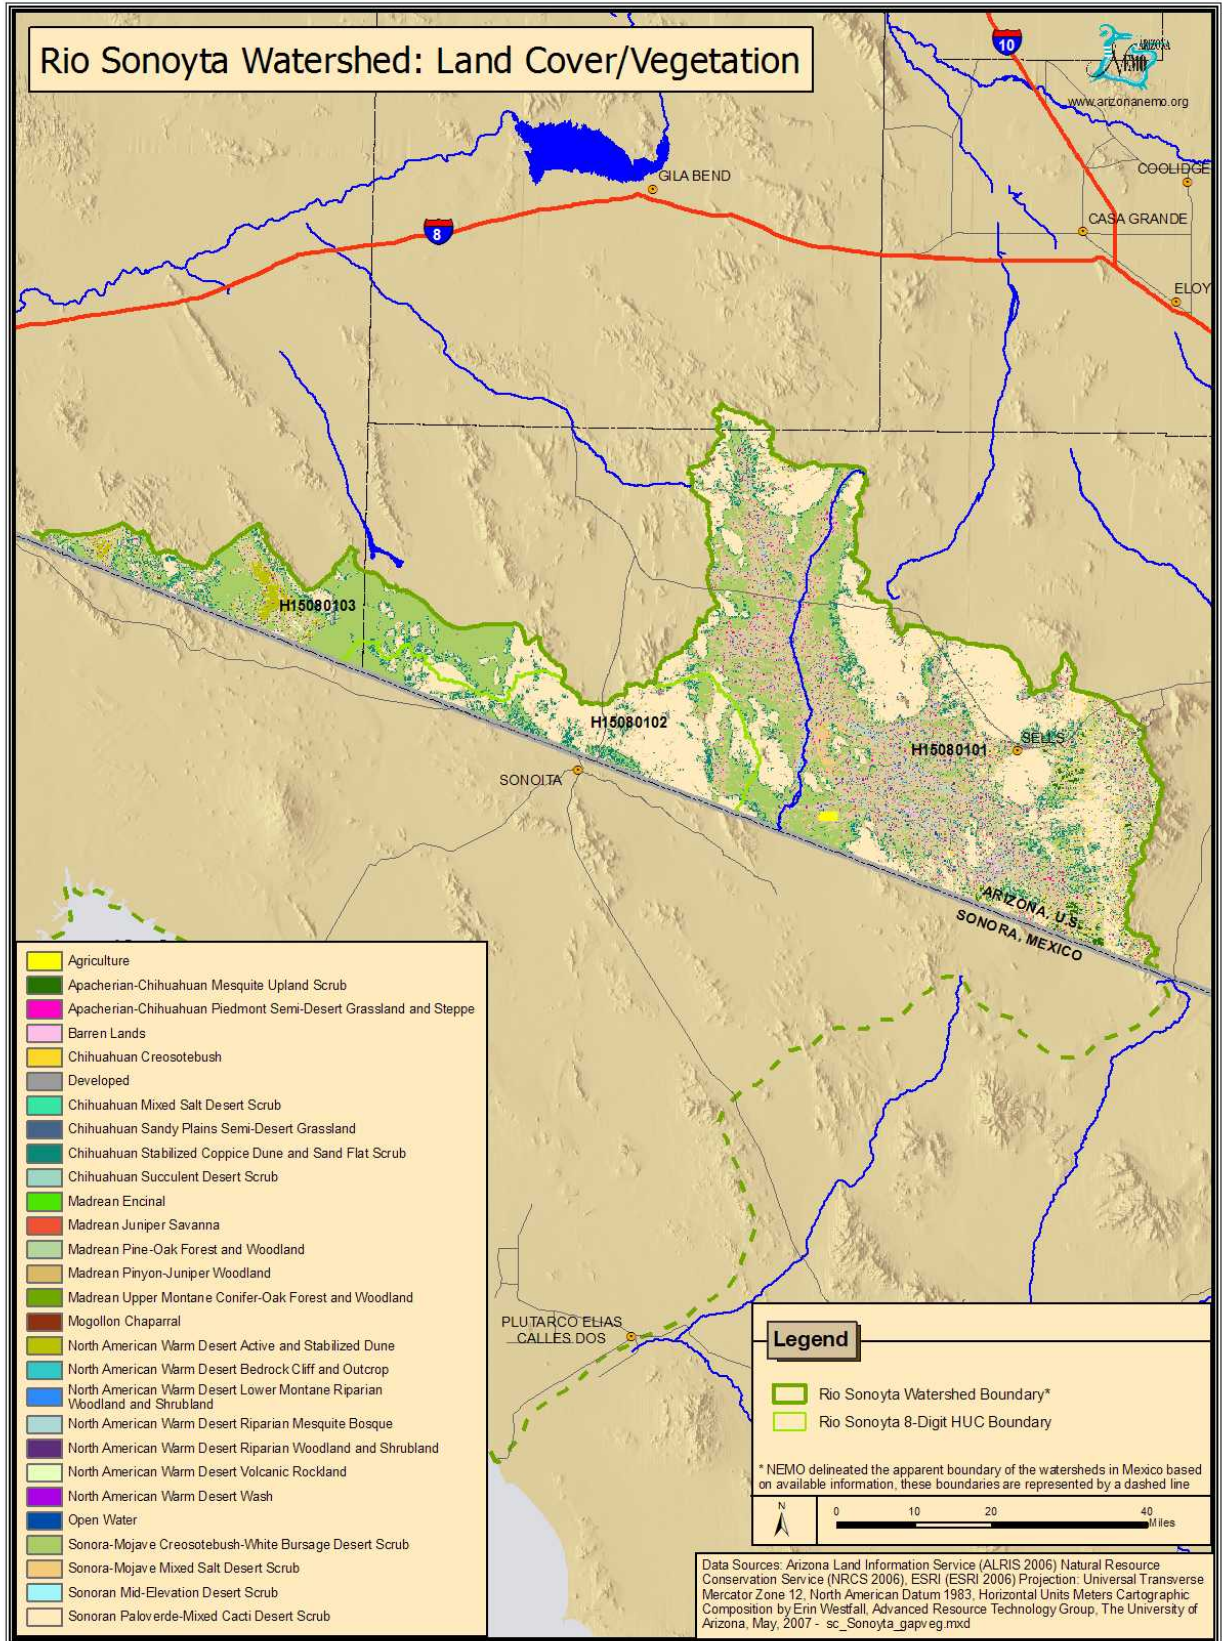 Rio Sonoyta Watershed: Land Cover/Vegetation
10
ARIZONA
NEMO
www.arizonanemo.org
COOLIDGE
GILA BEND
CASA GRANDE
8
ELOY
H15080103
H15080102
SELLS
H15080101
SONOITA
ARIZONA, U.S.
SONORA, MEXICO
Agriculture
Apacherian-Chihuahuan Mesquite Upland Scrub
Apacherian-Chihuahuan Piedmont Semi-Desert Grassland and Steppe
Barren Lands
Chihuahuan Creosotebush
Developed
Chihuahuan Mixed Salt Desert Scrub
Chihuahuan Sandy Plains Semi-Desert Grassland
Chihuahuan Stabilized Coppice Dune and Sand Flat Scrub
Chihuahuan Succulent Desert Scrub
Madrean Encinal
Madrean Juniper Savanna
Madrean Pine-Oak Forest and Woodland
Madrean Pinyon-Juniper Woodland
Madrean Upper Montane Conifer-Oak Forest and Woodland
Mogollon Chaparral
North American Warm Desert Active and Stabilized Dune
North American Warm Desert Bedrock Cliff and Outcrop
North American Warm Desert Lower Montane Riparian
Woodland and Shrubland
North American Warm Desert Riparian Mesquite Bosque
North American Warm Desert Riparian Woodland and Shrubland
North American Warm Desert Volcanic Rockland
North American Warm Desert Wash
Open Water
Sonora-Mojave Creosotebush-White Bursage Desert Scrub
Sonora-Mojave Mixed Salt Desert Scrub
Sonoran Mid-Elevation Desert Scrub
Sonoran Paloverde-Mixed Cacti Desert Scrub
PLUTARCO ELIAS
CALLES DOS
Legend
Rio Sonoyta Watershed Boundary*
Rio Sonoyta 8-Digit HUC Boundary
* NEMO delineated the apparent boundary of the watersheds in Mexico based
on available information, these boundaries are represented by a dashed line
N
0 10 20 40
Miles
Data Sources: Arizona Land Information Service (ALRIS 2006) Natural Resource
Conservation Service (NRCS 2006), ESRI (ESRI 2006) Projection: Universal Transverse
Mercator Zone 12, North American Datum 1983, Horizontal Units Meters Cartographic
Composition by Erin Westfall, Advanced Resource Technology Group, The University of
Arizona, May, 2007 - sc_Sonoyta_gapveg.mxd